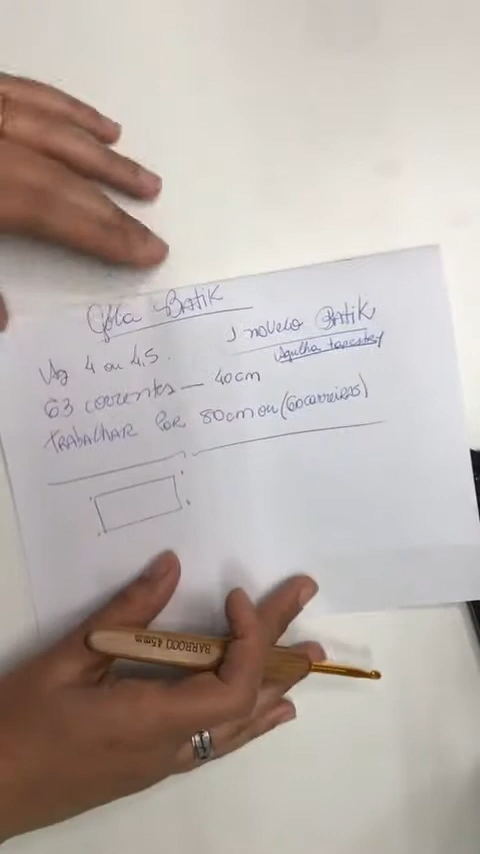 Gola Batik
1 novelo Batik
Agulha tapestry
Ag 4 ou 4,5.
63 correntes — 40cm
TRABALHAR POR 80cm ou (60 carreiras)
BARROCO 4.5mm